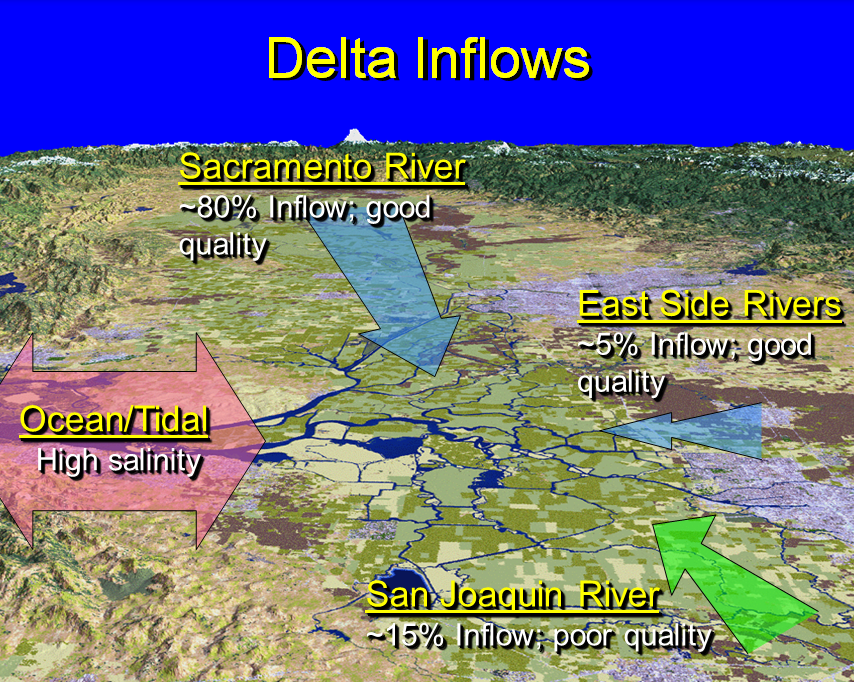 Delta Inflows
Sacramento River
~80% Inflow; good
quality
East Side Rivers
~5% Inflow; good
quality
Ocean/Tidal
High salinity
San Joaquin River
~15% Inflow; poor quality